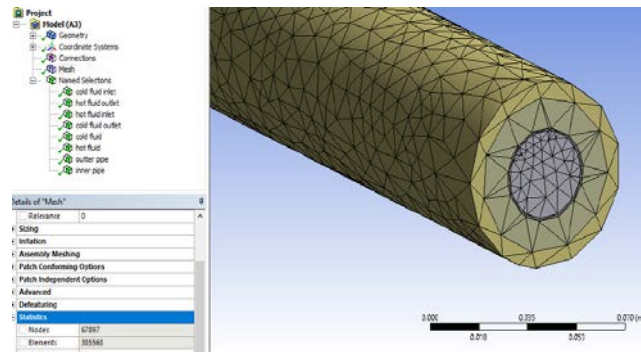 Project
Model (A3)
Geometry
Coordinate Systems
Connections
Mesh
Named Selections
cold fluid inlet
hot fluid outlet
hot fluid inlet
cold fluid outlet
cold fluid
hot fluid
outter pipe
inner pipe
etails of "Mesh"
Relevance 0
Sizing
Inflation
Assembly Meshing
Patch Conforming Options
Patch Independent Options
Advanced
Defeaturing
Statistics
Nodes 67897
Elements
0.000 0.035 0.070 (m
0.018 0.053